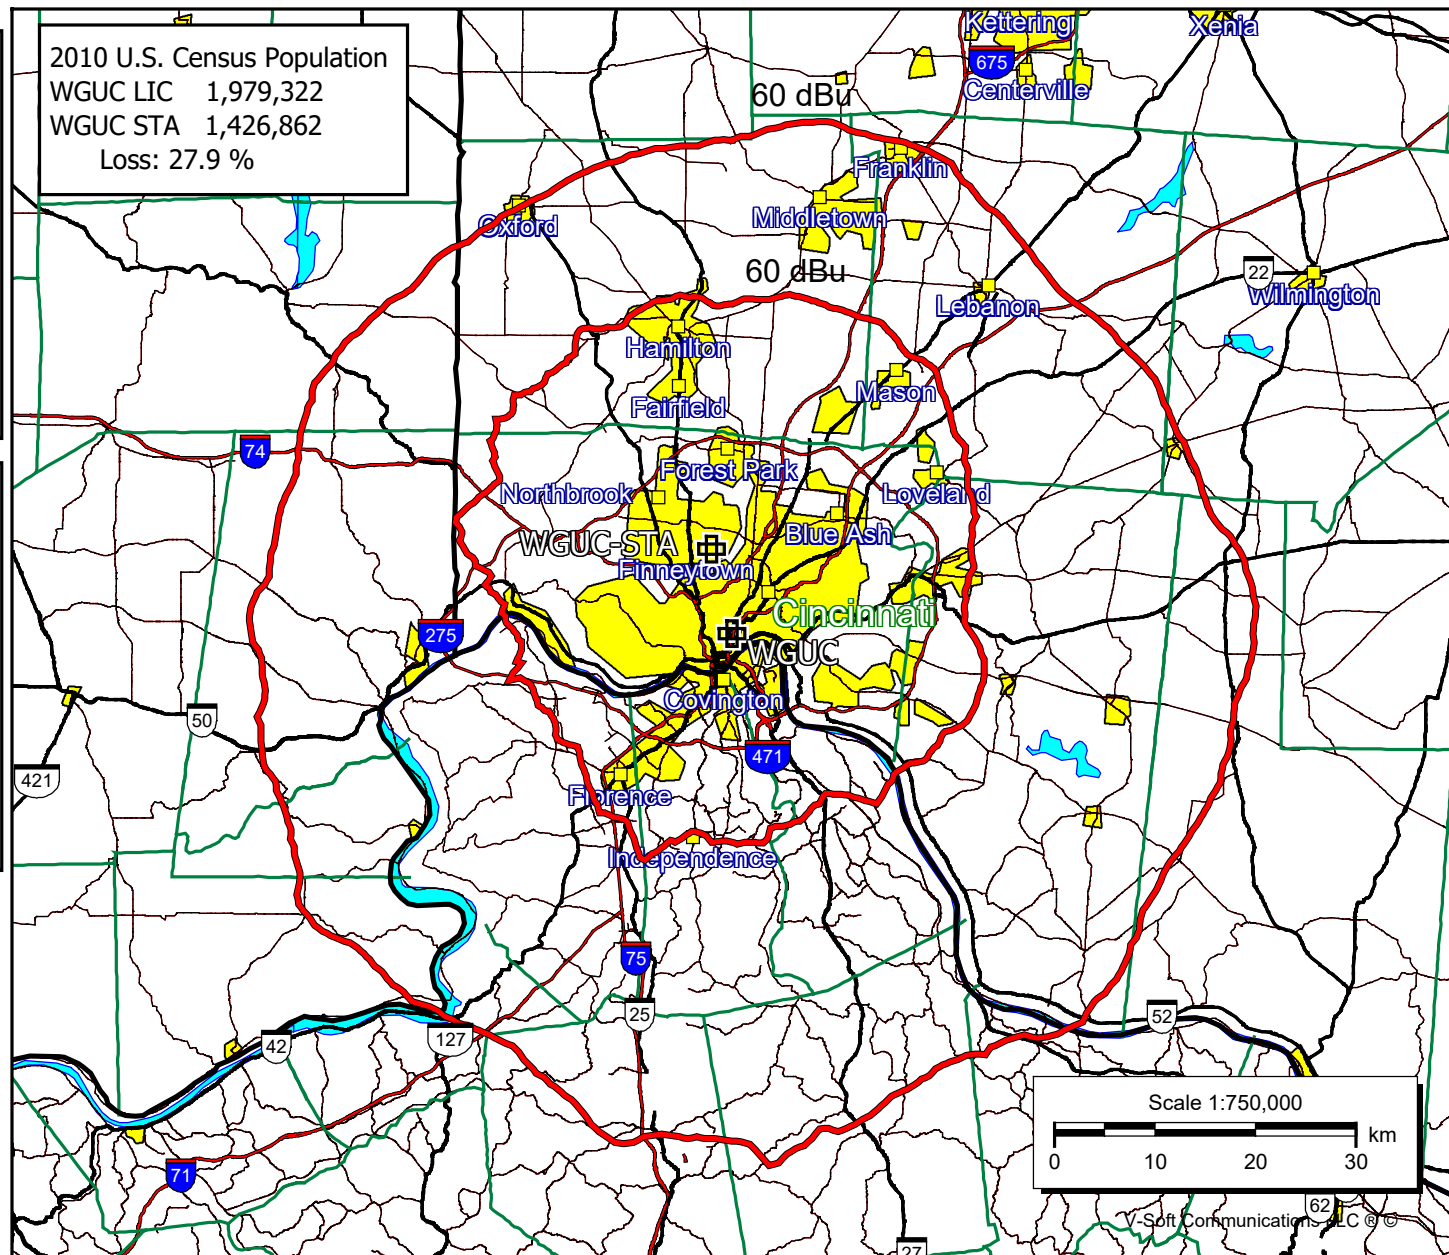 2010 U.S. Census Population
WGUC LIC 1,979,322
WGUC STA 1,426,862
Loss: 27.9 %
Kettering
Xenia
675
Centerville
60 dBu
Franklin
Oxford
Middletown
60 dBu
22
Wilmington
Lebanon
Hamilton
Mason
Fairfield
74
Forest Park
Northbrook
Loveland
Blue Ash
WGUC-STA
Finneytown
Cincinnati
275
WGUC
Covington
50
471
421
Florence
Independence
75
25
52
42
127
Scale 1:750,000
km
0 10 20 30
71
62
V-Soft Communications LLC ® ©
27